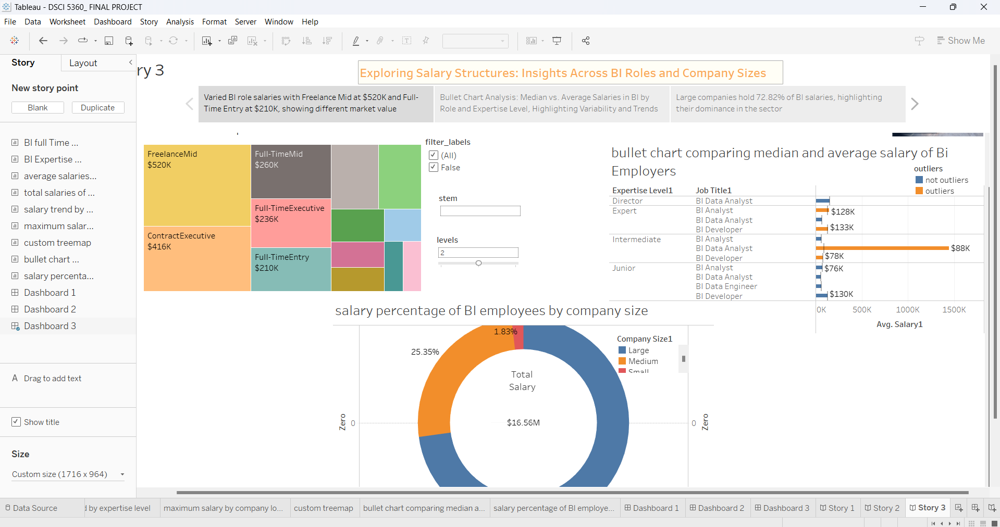 Tableau - DSCI 5360_ FINAL PROJECT
File Data Worksheet Dashboard Story Analysis Format Server Window Help
Show Me
Story Layout
New story point
Blank Duplicate
BI full Time ...
BI Expertise ...
average salaries...
total salaries of ...
salary trend by ...
maximum salar...
custom treemap
bullet chart ...
salary percenta...
Dashboard 1
Dashboard 2
Dashboard 3
A Drag to add text
Show title
Size
Custom size (1716 x 964)
ry 3
Exploring Salary Structures: Insights Across BI Roles and Company Sizes
Varied BI role salaries with Freelance Mid at $520K and Full-
Time Entry at $210K, showing different market value
Bullet Chart Analysis: Median vs. Average Salaries in BI by
Role and Expertise Level, Highlighting Variability and Trends
Large companies hold 72.82% of BI salaries, highlighting
their dominance in the sector
FreelanceMid
$520K
ContractExecutive
$416K
Full-TimeMid
$260K
Full-TimeExecutive
$236K
Full-TimeEntry
$210K
filter_labels
(All)
False
stem
levels
2
bullet chart comparing median and average salary of Bi
Employers
outliers
not outliers
outliers
Expertise Level1 Job Title1
Director BI Data Analyst
Expert BI Analyst $128K
BI Data Analyst
BI Developer $133K
Intermediate BI Analyst
BI Data Analyst $88K
BI Developer $78K
Junior BI Analyst $76K
BI Data Analyst
BI Data Engineer
BI Developer $130K
0K 500K 1000K 1500K
Avg. Salary1
salary percentage of BI employees by company size
1.83%
25.35%
Total
Salary
$16.56M
Zero 0
0 Zero
Company Size1
Large
Medium
Small
Data Source d by expertise level maximum salary by company lo... custom treemap bullet chart comparing median a... salary percentage of BI employe... Dashboard 1 Dashboard 2 Dashboard 3 Story 1 Story 2 Story 3